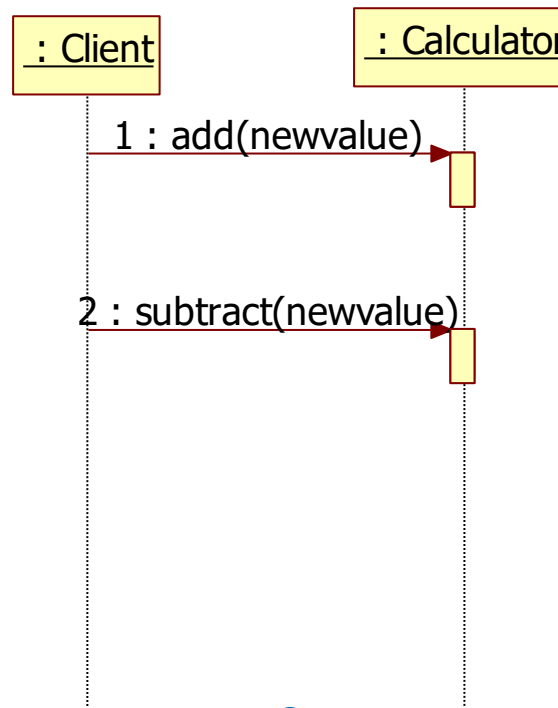 : Client
: Calculator
1 : add(newvalue)
2 : subtract(newvalue)